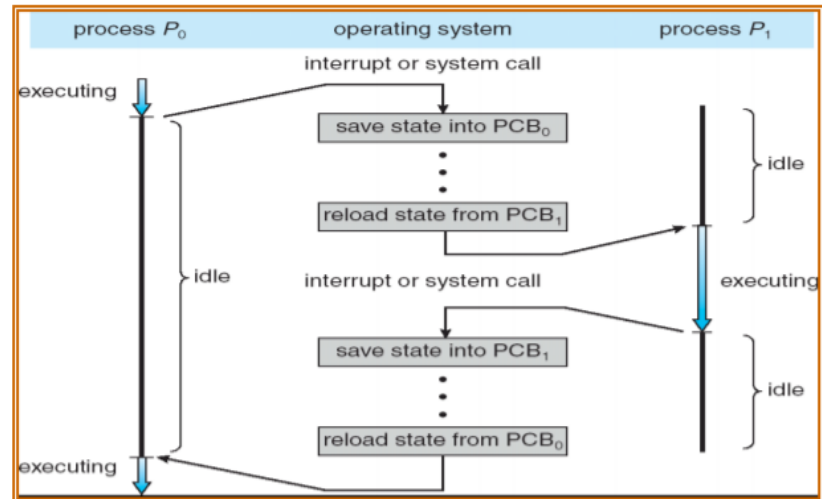 process P₀ operating system process P₁
interrupt or system call
executing
save state into PCB₀
idle
reload state from PCB₁
idle
interrupt or system call
executing
save state into PCB₁
idle
reload state from PCB₀
executing